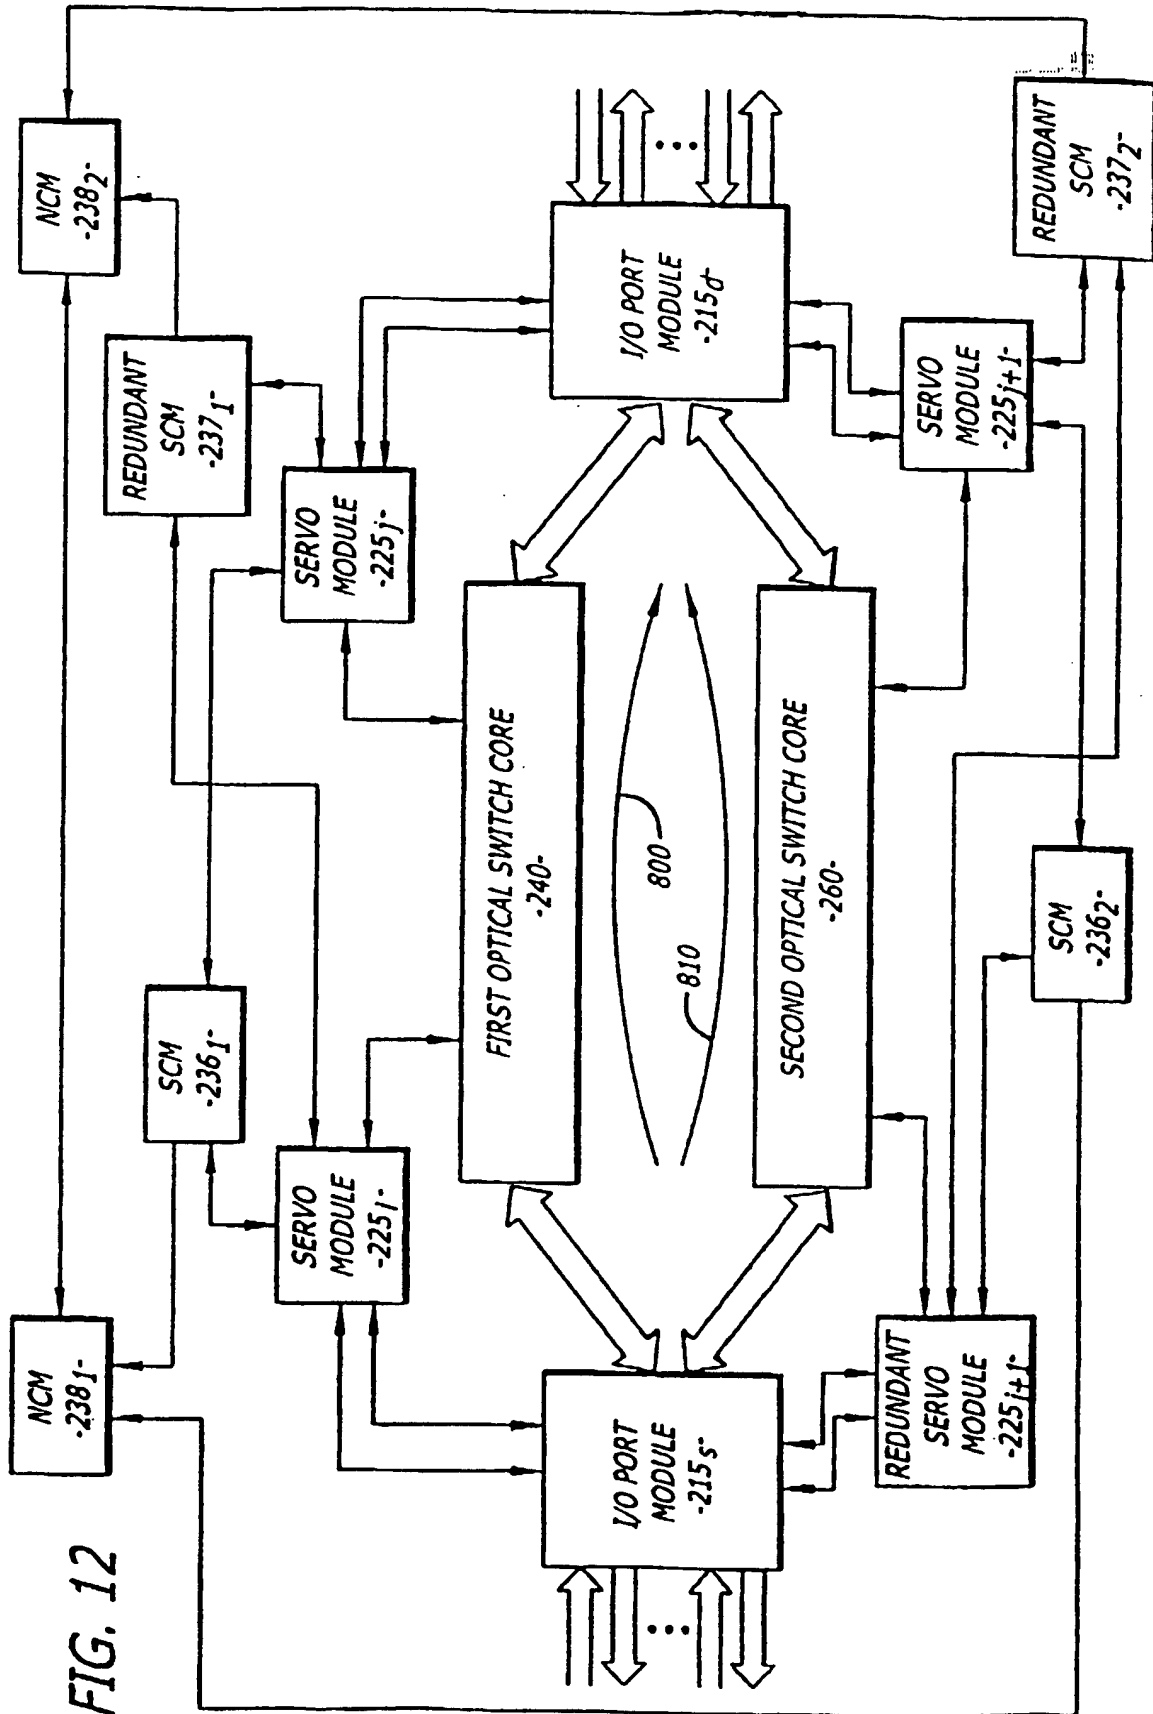 FIG. 12
NCM
-238₁-
NCM
-238₂-
SCM
-236₁-
REDUNDANT
SCM
-237₁-
SERVO
MODULE
-225ᵢ-
SERVO
MODULE
-225ⱼ-
I/O PORT
MODULE
-215ₛ-
FIRST OPTICAL SWITCH CORE
-240-
I/O PORT
MODULE
-215d-
800
810
SECOND OPTICAL SWITCH CORE
-260-
REDUNDANT
SERVO
MODULE
-225ᵢ₊₁-
SERVO
MODULE
-225ⱼ₊₁-
SCM
-236₂-
REDUNDANT
SCM
-237₂-